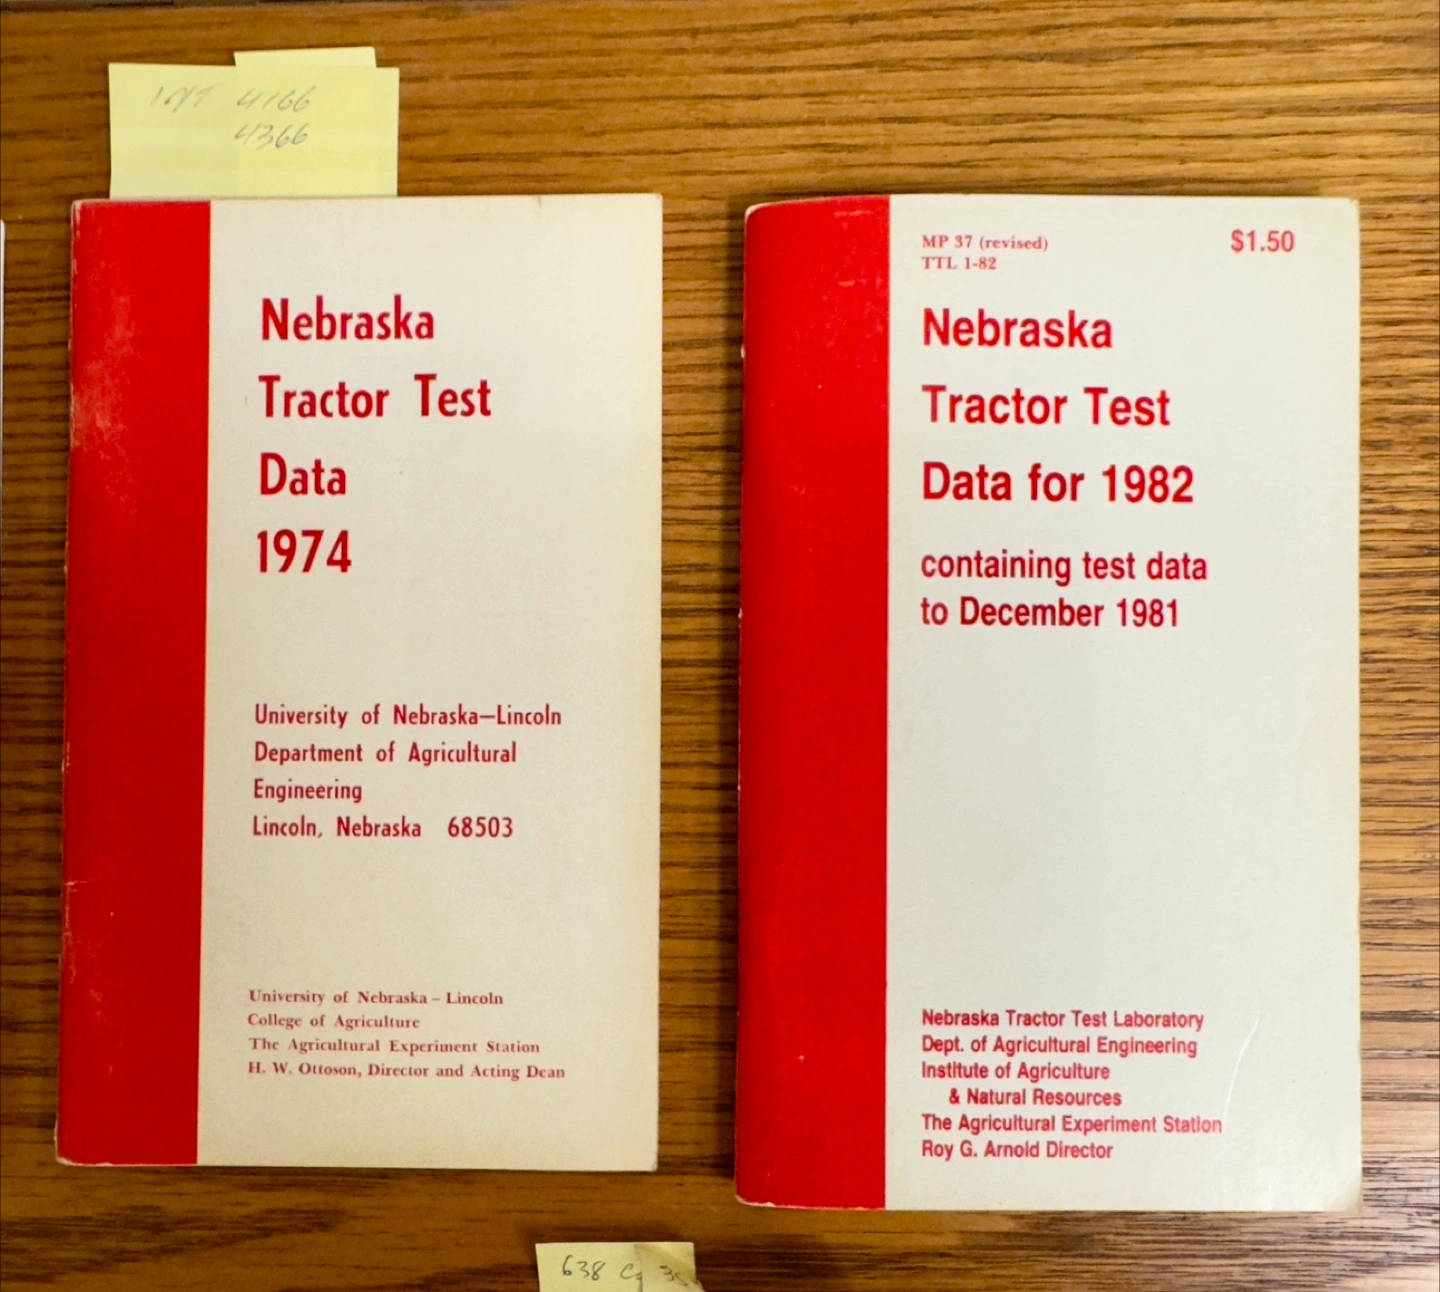 4166
4366
Nebraska
Tractor Test
Data
1974
University of Nebraska—Lincoln
Department of Agricultural
Engineering
Lincoln, Nebraska 68503
University of Nebraska – Lincoln
College of Agriculture
The Agricultural Experiment Station
H. W. Ottoson, Director and Acting Dean
MP 37 (revised)
TTL 1-82
$1.50
Nebraska
Tractor Test
Data for 1982
containing test data
to December 1981
Nebraska Tractor Test Laboratory
Dept. of Agricultural Engineering
Institute of Agriculture
& Natural Resources
The Agricultural Experiment Station
Roy G. Arnold Director
638